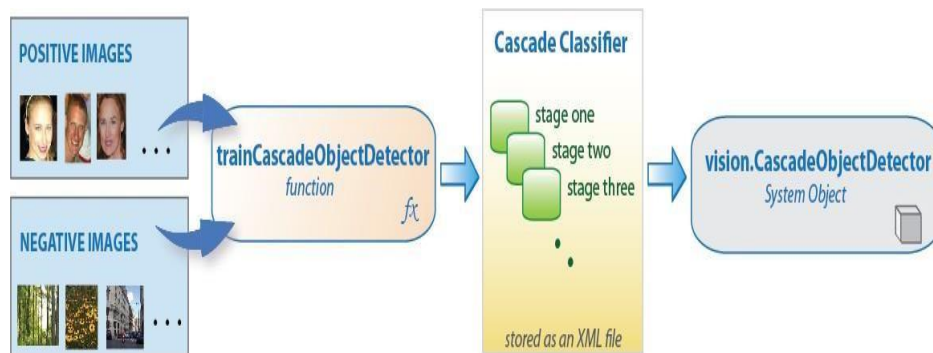 POSITIVE IMAGES
. . .
NEGATIVE IMAGES
. . .
trainCascadeObjectDetector
function
fx
Cascade Classifier
stage one
stage two
stage three
stored as an XML file
vision.CascadeObjectDetector
System Object